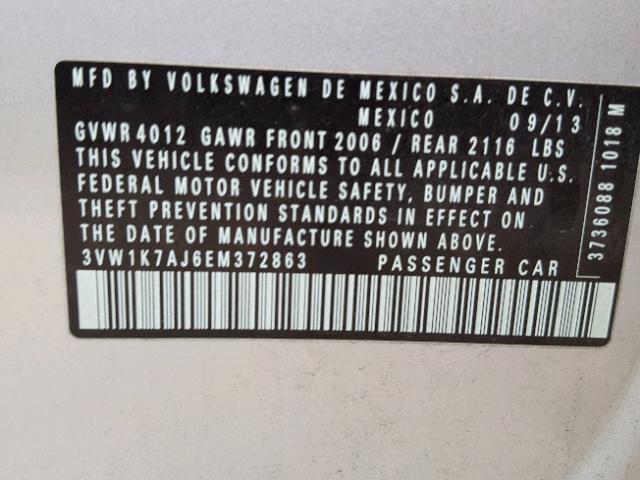 MFD BY VOLKSWAGEN DE MEXICO S.A. DE C.V.
MEXICO 09/13
GVWR 4012 GAWR FRONT 2006 / REAR 2116 LBS
THIS VEHICLE CONFORMS TO ALL APPLICABLE U.S.
FEDERAL MOTOR VEHICLE SAFETY, BUMPER AND
THEFT PREVENTION STANDARDS IN EFFECT ON
THE DATE OF MANUFACTURE SHOWN ABOVE.
3VW1K7AJ6EM372863 PASSENGER CAR
3736088 1018 M